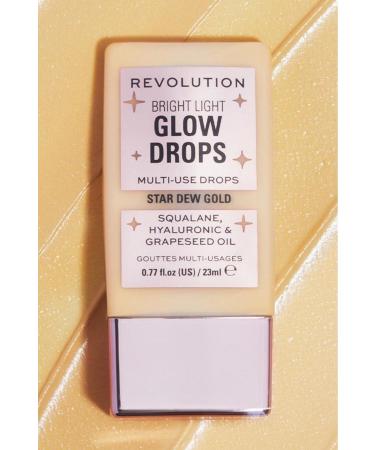 REVOLUTION
BRIGHT LIGHT
GLOW
DROPS
MULTI-USE DROPS
STAR DEW GOLD
SQUALANE,
HYALURONIC &
GRAPESEED OIL
GOUTTES MULTI-USAGES
0.77 fl.oz (US) / 23ml ℮